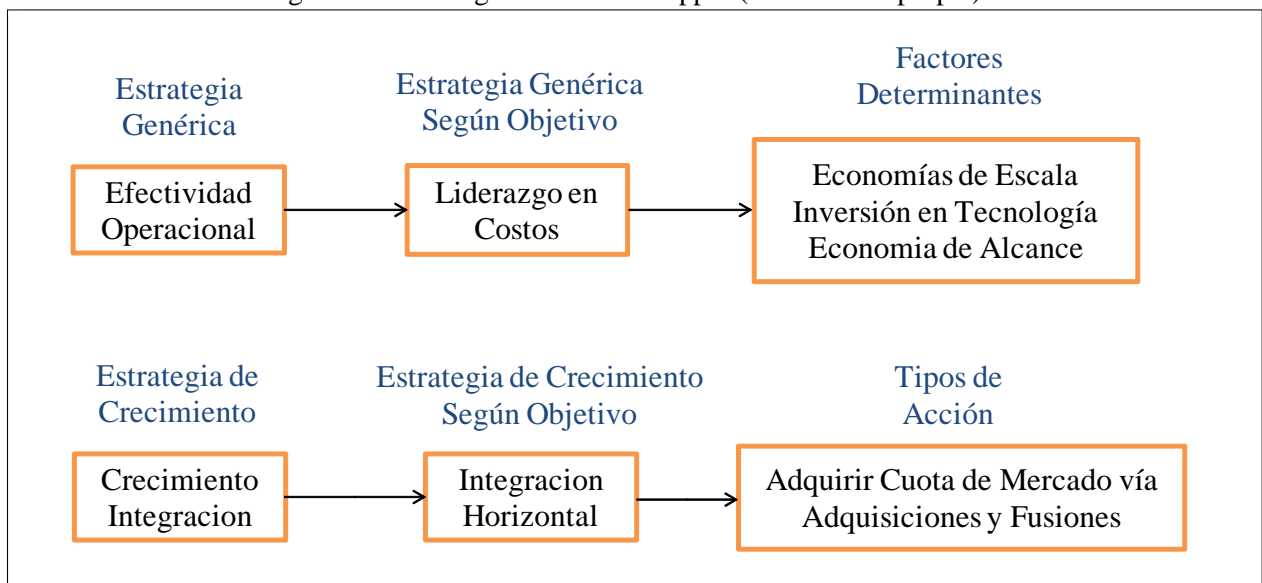 Estrategia
Genérica
Estrategia Genérica
Según Objetivo
Factores
Determinantes
Efectividad
Operacional
Liderazgo en
Costos
Economías de Escala
Inversión en Tecnología
Economia de Alcance
Estrategia de
Crecimiento
Estrategia de Crecimiento
Según Objetivo
Tipos de
Acción
Crecimiento
Integracion
Integracion
Horizontal
Adquirir Cuota de Mercado vía
Adquisiciones y Fusiones